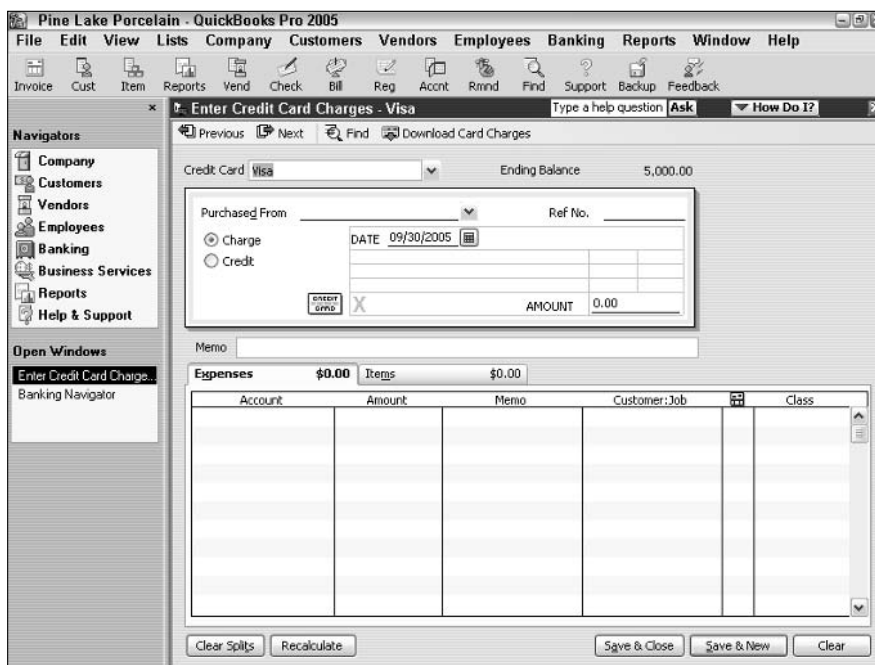 Pine Lake Porcelain - QuickBooks Pro 2005
File Edit View Lists Company Customers Vendors Employees Banking Reports Window Help
Invoice Cust Item Reports Vend Check Bill Reg Accnt Rmnd Find Support Backup Feedback
Enter Credit Card Charges - Visa Type a help question Ask How Do I?
Previous Next Find Download Card Charges
Navigators
Company
Customers
Vendors
Employees
Banking
Business Services
Reports
Help & Support
Open Windows
Enter Credit Card Charge...
Banking Navigator
Credit Card Visa Ending Balance 5,000.00
Purchased From Ref No.
Charge DATE 09/30/2005
Credit
CREDIT CARD X AMOUNT 0.00
Memo
Expenses $0.00 Items $0.00
Account Amount Memo Customer:Job Class
Clear Splits Recalculate Save & Close Save & New Clear